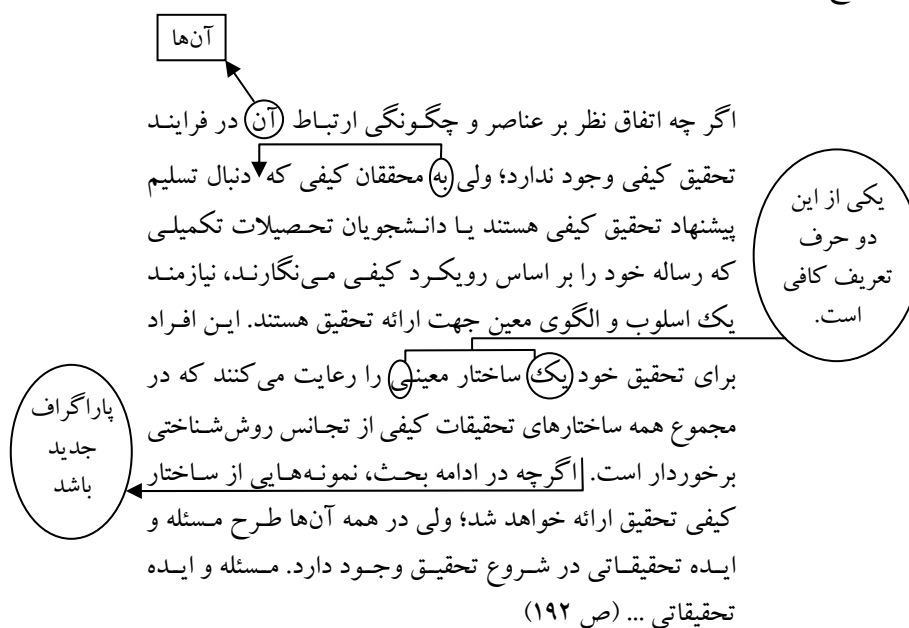 آن‌ها
اگر چه اتفاق نظر بر عناصر و چگونگی ارتباط آن در فرایند
تحقیق کیفی وجود ندارد؛ ولی به محققان کیفی که دنبال تسلیم
پیشنهاد تحقیق کیفی هستند یا دانشجویان تحصیلات تکمیلی
که رساله خود را بر اساس رویکرد کیفی می‌نگارند، نیازمند
یک اسلوب و الگوی معین جهت ارائه تحقیق هستند. این افراد
برای تحقیق خود یک ساختار معینی را رعایت می‌کنند که در
مجموع همه ساختارهای تحقیقات کیفی از تجانس روش‌شناختی
برخوردار است. اگرچه در ادامه بحث، نمونه‌هایی از ساختار
کیفی تحقیق ارائه خواهد شد؛ ولی در همه آن‌ها طرح مسئله و
ایده تحقیقاتی در شروع تحقیق وجود دارد. مسئله و ایده
تحقیقاتی ... (ص ۱۹۲)
یکی از این
دو حرف
تعریف کافی
است.
پاراگراف
جدید
باشد